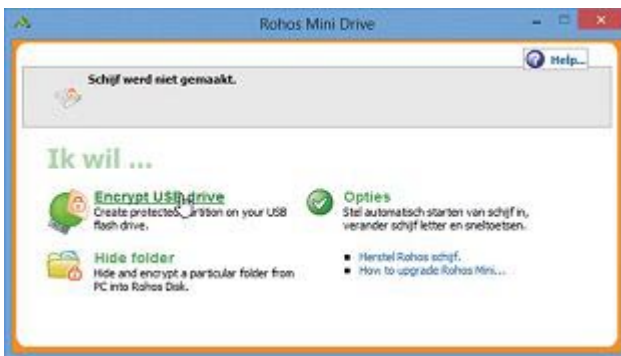 Rohos Mini Drive
Help...
Schijf werd niet gemaakt.
Ik wil ...
Encrypt USB drive
Create protected partition on your USB
flash drive.
Opties
Stel automatisch starten van schijf in,
verander schijf letter en sneltoetsen.
Hide folder
Hide and encrypt a particular folder from
PC into Rohos Disk.
Herstel Rohos schijf.
How to upgrade Rohos Mini...